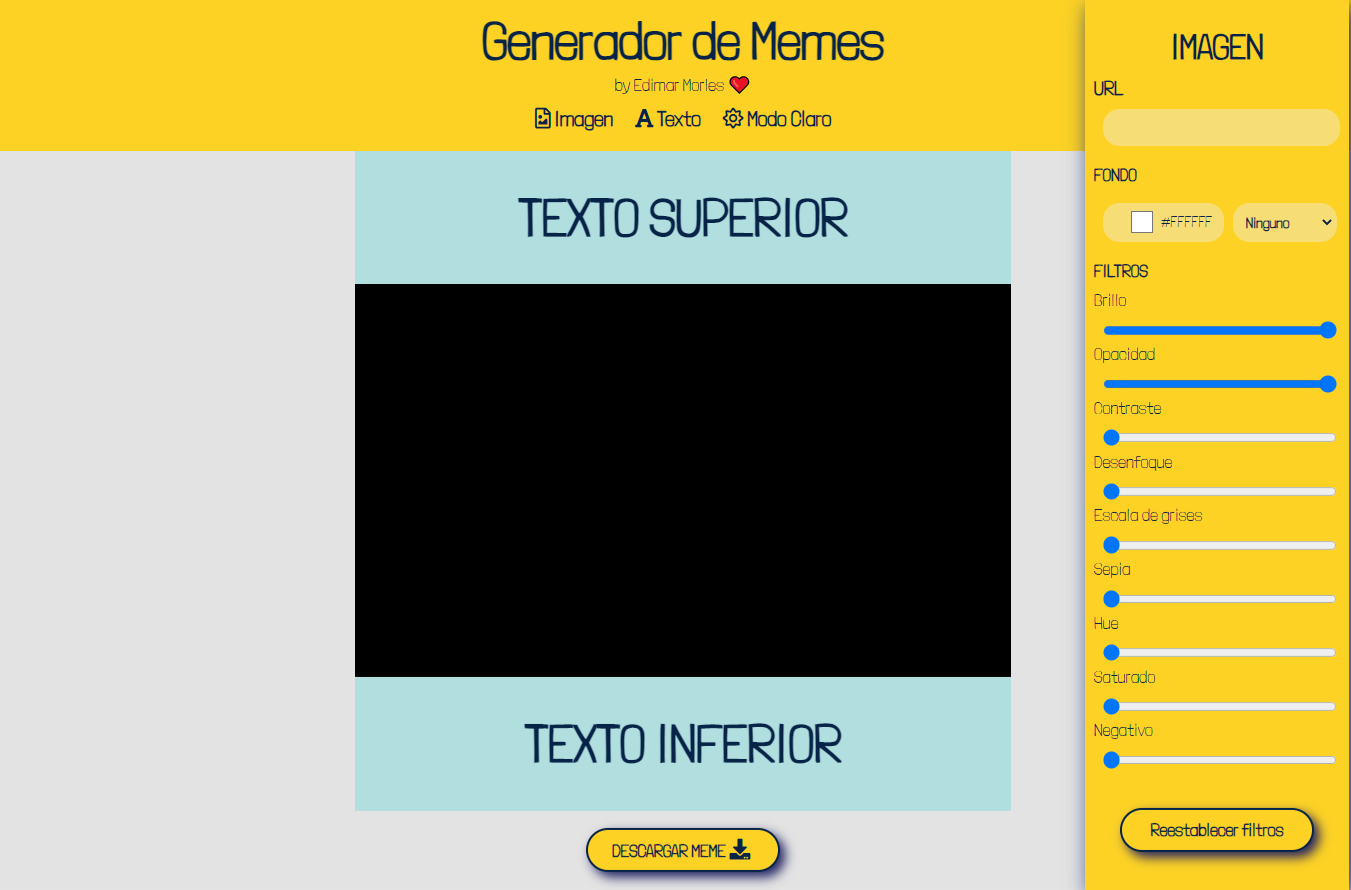 Generador de Memes
by Edimar Morles
Imagen Texto Modo Claro
TEXTO SUPERIOR
TEXTO INFERIOR
DESCARGAR MEME
IMAGEN
URL
FONDO
#FFFFFF Ninguno
FILTROS
Brillo
Opacidad
Contraste
Desenfoque
Escala de grises
Sepia
Hue
Saturado
Negativo
Reestablecer filtros